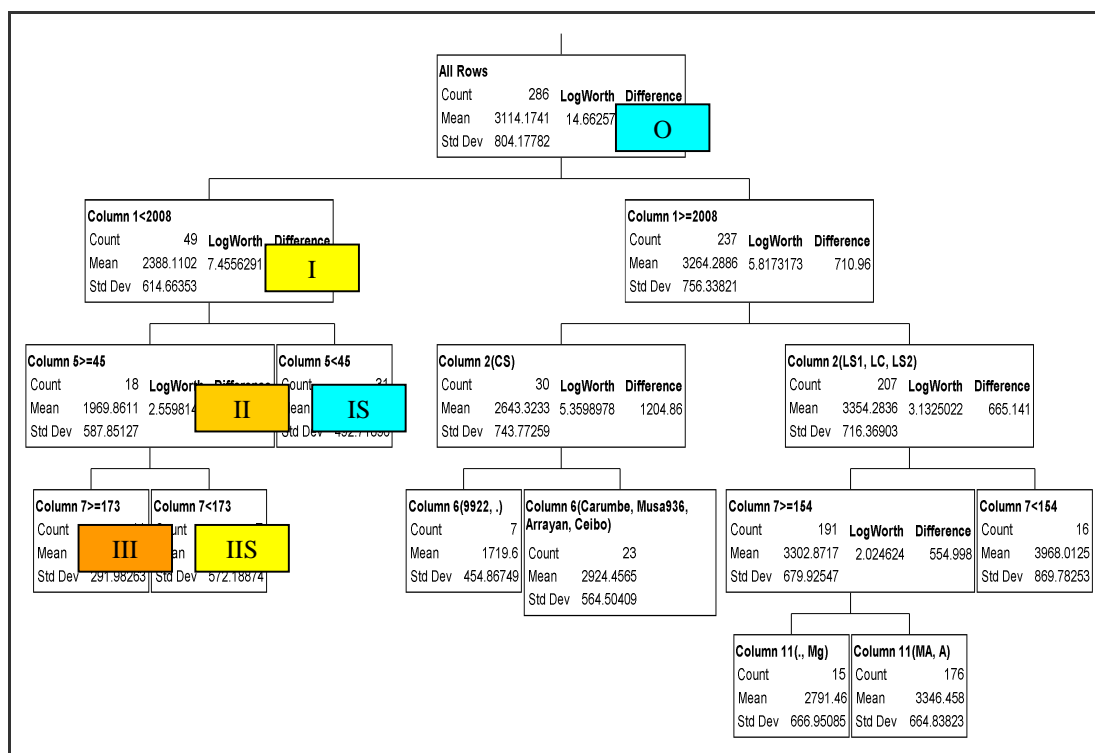 All Rows
Count 286 LogWorth Difference
Mean 3114.1741 14.66257
Std Dev 804.17782
O
Column 1<2008
Count 49 LogWorth Difference
Mean 2388.1102 7.4556291
Std Dev 614.66353
I
Column 1>=2008
Count 237 LogWorth Difference
Mean 3264.2886 5.8173173 710.96
Std Dev 756.33821
Column 5>=45
Count 18 LogWorth Difference
Mean 1969.8611 2.559814
Std Dev 587.85127
II
Column 5<45
Count 31
Std Dev
IS
Column 2(CS)
Count 30 LogWorth Difference
Mean 2643.3233 5.3598978 1204.86
Std Dev 743.77259
Column 2(LS1, LC, LS2)
Count 207 LogWorth Difference
Mean 3354.2836 3.1325022 665.141
Std Dev 716.36903
Column 7>=173
Count
Mean
Std Dev 291.98263
III
Column 7<173
Std Dev 572.18874
IIS
Column 6(9922, .)
Count 7
Mean 1719.6
Std Dev 454.86749
Column 6(Carumbe, Musa936,
Arrayan, Ceibo)
Count 23
Mean 2924.4565
Std Dev 564.50409
Column 7>=154
Count 191 LogWorth Difference
Mean 3302.8717 2.024624 554.998
Std Dev 679.92547
Column 7<154
Count 16
Mean 3968.0125
Std Dev 869.78253
Column 11(., Mg)
Count 15
Mean 2791.46
Std Dev 666.95085
Column 11(MA, A)
Count 176
Mean 3346.458
Std Dev 664.83823